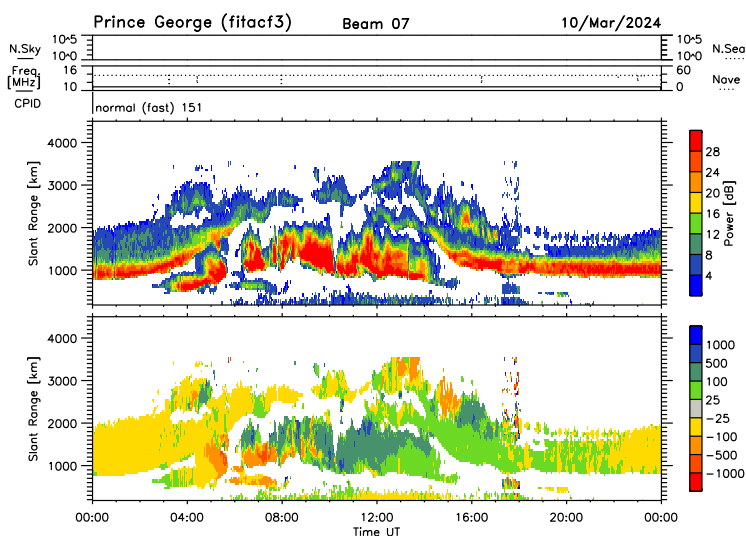 Prince George (fitacf3) Beam 07 10/Mar/2024
N.Sky 10^5 10^0 10^5 10^0 N.Sea
Freq. [MHz] 16 10 60 0 Nave
CPID normal (fast) 151
Slant Range [km] 4000 3000 2000 1000
28 24 20 16 12 8 4 Power [dB]
Slant Range [km] 4000 3000 2000 1000
1000 500 100 25 -25 -100 -500 -1000
00:00 04:00 08:00 12:00 16:00 20:00 00:00
Time UT